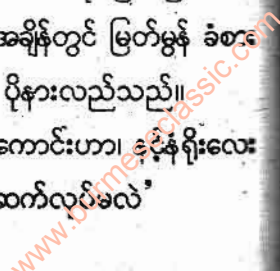 အချိန်တွင် မြတ်မွန် ခံစား
ပိုနားလည်သည်။
ကောင်းဟာ၊ နင့်နံရိုးလေး
ဆက်လုပ်မလဲ'
www.burmeseclassic.com